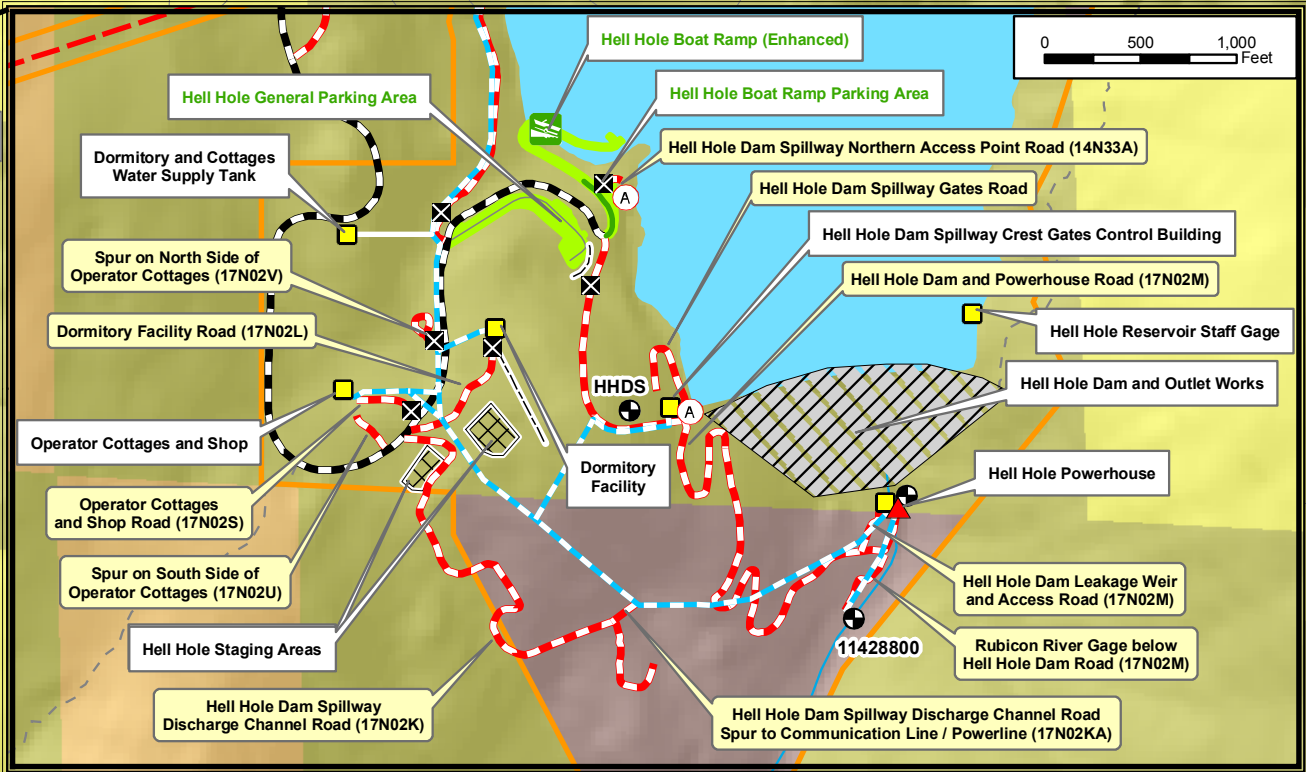 Hell Hole Boat Ramp (Enhanced)
0 500 1,000
Feet
Hell Hole General Parking Area
Hell Hole Boat Ramp Parking Area
Dormitory and Cottages
Water Supply Tank
Hell Hole Dam Spillway Northern Access Point Road (14N33A)
Hell Hole Dam Spillway Gates Road
A
Hell Hole Dam Spillway Crest Gates Control Building
Spur on North Side of
Operator Cottages (17N02V)
Hell Hole Dam and Powerhouse Road (17N02M)
Dormitory Facility Road (17N02L)
Hell Hole Reservoir Staff Gage
HHDS
Hell Hole Dam and Outlet Works
A
Operator Cottages and Shop
Dormitory
Facility
Hell Hole Powerhouse
Operator Cottages
and Shop Road (17N02S)
Spur on South Side of
Operator Cottages (17N02U)
Hell Hole Dam Leakage Weir
and Access Road (17N02M)
Hell Hole Staging Areas
11428800
Rubicon River Gage below
Hell Hole Dam Road (17N02M)
Hell Hole Dam Spillway
Discharge Channel Road (17N02K)
Hell Hole Dam Spillway Discharge Channel Road
Spur to Communication Line / Powerline (17N02KA)